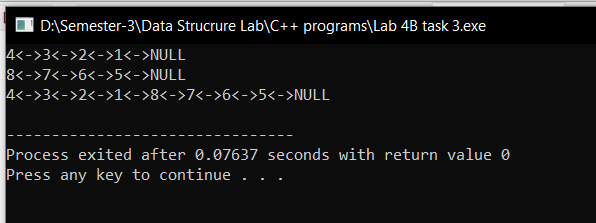 D:\Semester-3\Data Strucrure Lab\C++ programs\Lab 4B task 3.exe
4<->3<->2<->1<->NULL
8<->7<->6<->5<->NULL
4<->3<->2<->1<->8<->7<->6<->5<->NULL
--------------------------------
Process exited after 0.07637 seconds with return value 0
Press any key to continue . . .